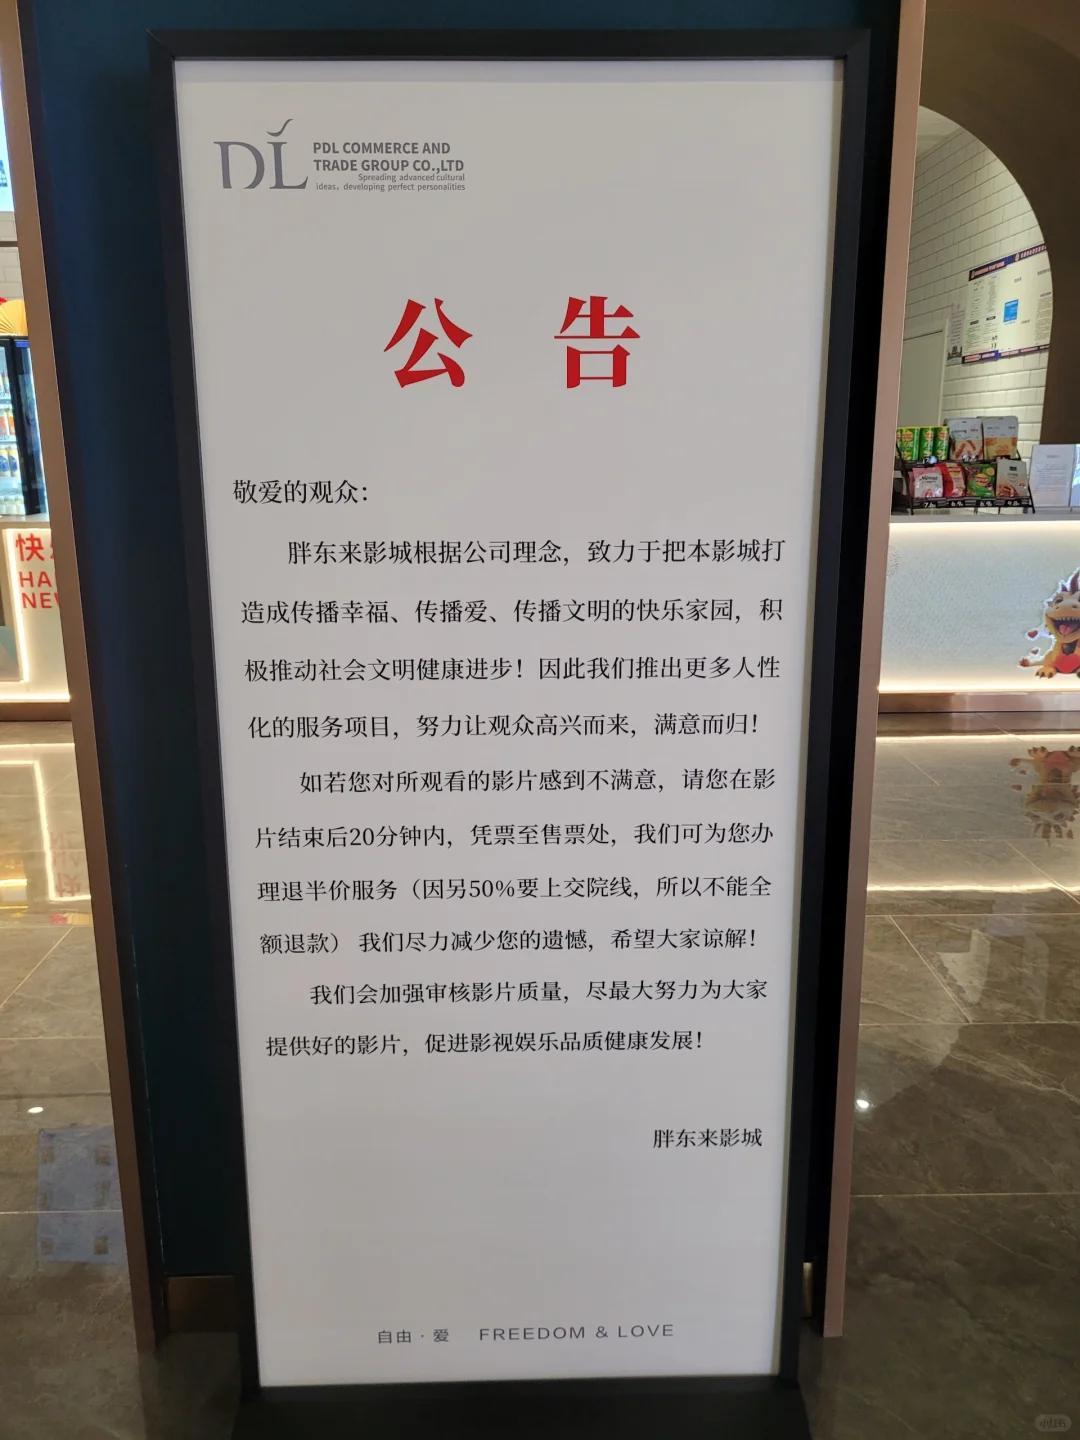 DL
PDL COMMERCE AND
TRADE GROUP CO.,LTD
Spreading advanced cultural
ideas, developing perfect personalities
公 告
敬爱的观众：
胖东来影城根据公司理念，致力于把本影城打
造成传播幸福、传播爱、传播文明的快乐家园，积
极推动社会文明健康进步！因此我们推出更多人性
化的服务项目，努力让观众高兴而来，满意而归！
如若您对所观看的影片感到不满意，请您在影
片结束后20分钟内，凭票至售票处，我们可为您办
理退半价服务（因另50%要上交院线，所以不能全
额退款） 我们尽力减少您的遗憾，希望大家谅解！
我们会加强审核影片质量，尽最大努力为大家
提供好的影片，促进影视娱乐品质健康发展！
胖东来影城
自由·爱 FREEDOM & LOVE
快
HA
NE
小红书